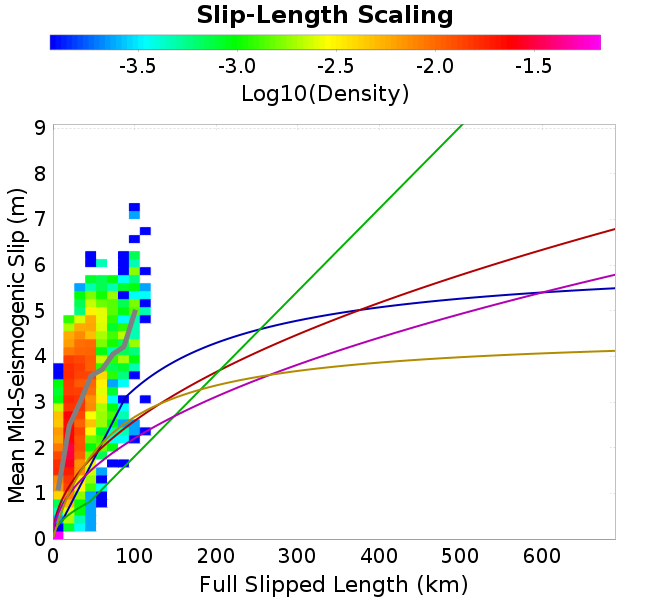 Slip-Length Scaling
-3.5 -3.0 -2.5 -2.0 -1.5
Log10(Density)
Mean Mid-Seismogenic Slip (m)
9
8
7
6
5
4
3
2
1
0
0 100 200 300 400 500 600
Full Slipped Length (km)